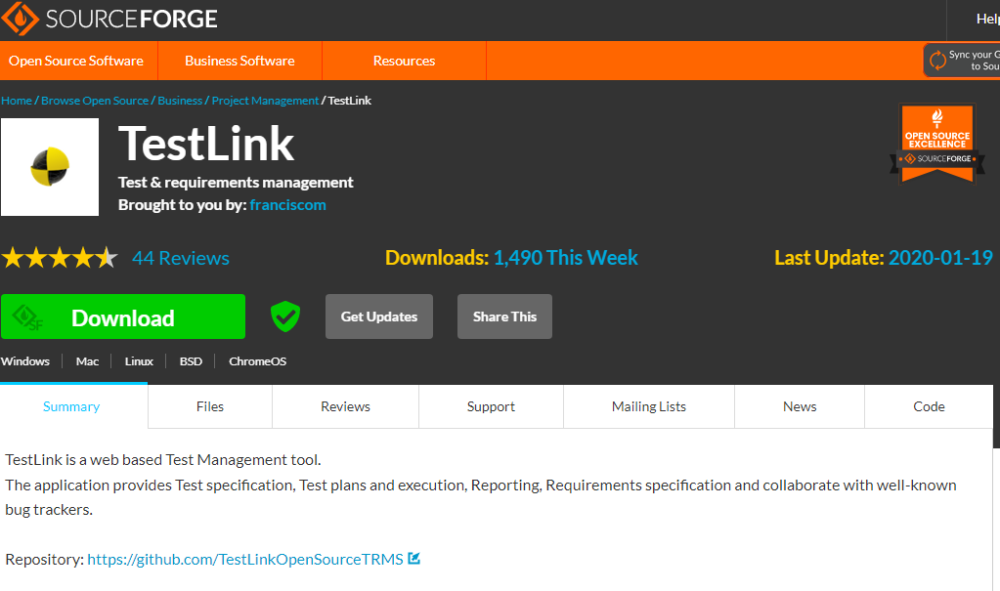 SOURCEFORGE
Help
Open Source Software Business Software Resources
Sync your G
to Sou
Home / Browse Open Source / Business / Project Management / TestLink
TestLink
Test & requirements management
Brought to you by: franciscom
OPEN SOURCE
EXCELLENCE
SOURCEFORGE
44 Reviews Downloads: 1,490 This Week Last Update: 2020-01-19
SF Download Get Updates Share This
Windows Mac Linux BSD ChromeOS
Summary Files Reviews Support Mailing Lists News Code
TestLink is a web based Test Management tool.
The application provides Test specification, Test plans and execution, Reporting, Requirements specification and collaborate with well-known
bug trackers.
Repository: https://github.com/TestLinkOpenSourceTRMS